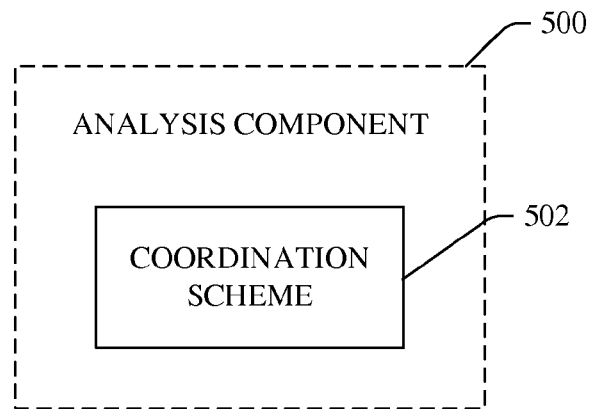 500
ANALYSIS COMPONENT
502
COORDINATION
SCHEME